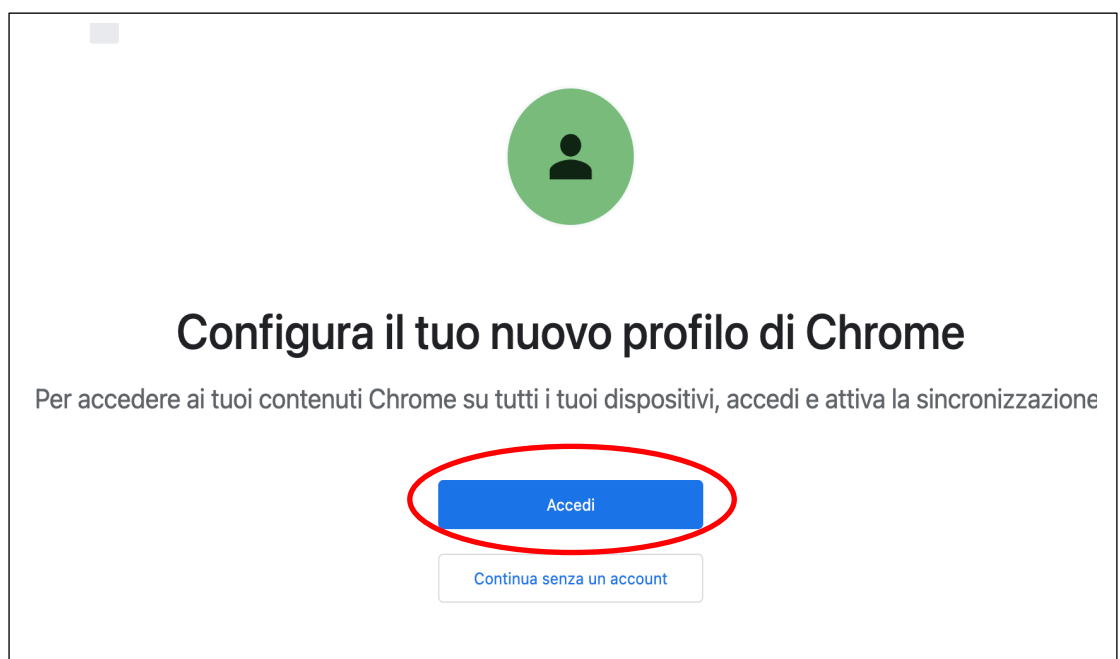 Configura il tuo nuovo profilo di Chrome
Per accedere ai tuoi contenuti Chrome su tutti i tuoi dispositivi, accedi e attiva la sincronizzazione
Accedi
Continua senza un account